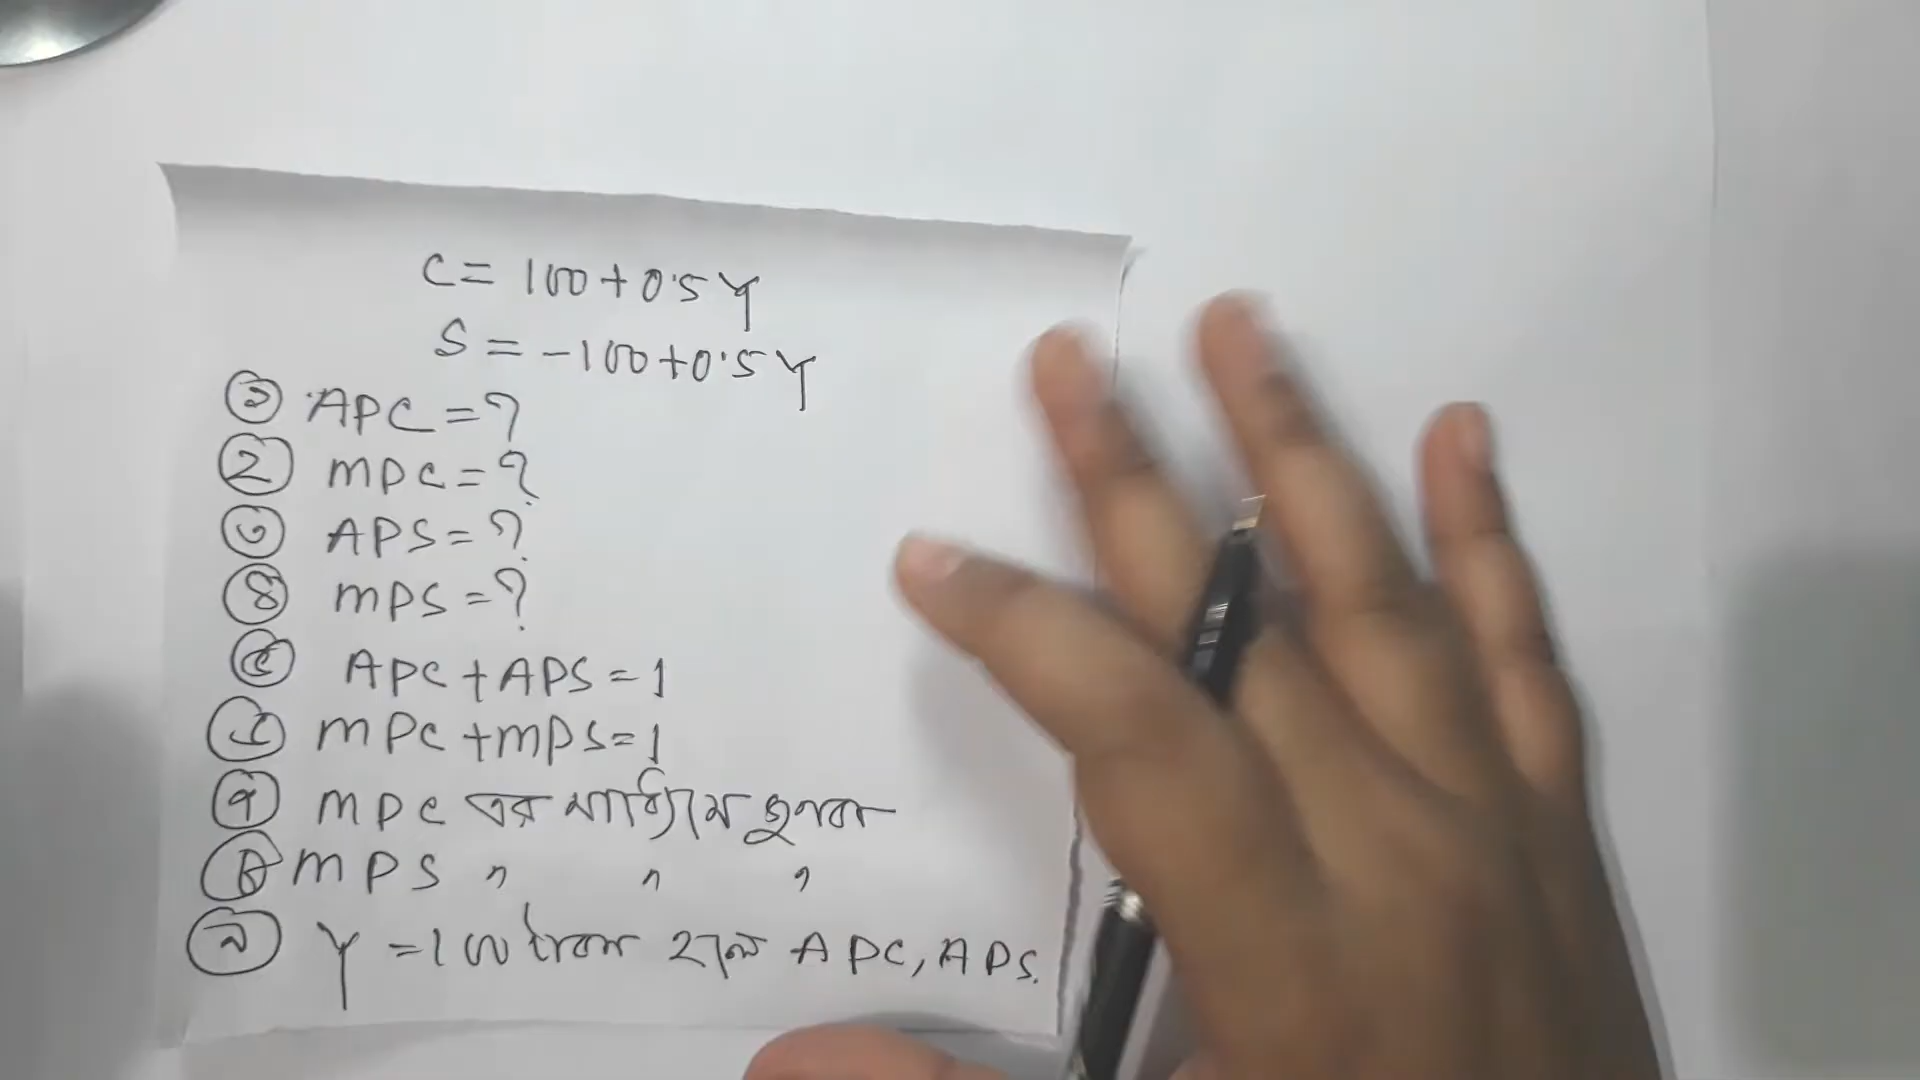 C = 100 + 0.5Y
S = -100 + 0.5Y
১ APC = ?
২ MPC = ?
৩ APS = ?
৪ MPS = ?
৫ APC + APS = 1
৬ MPC + MPS = 1
৭ MPC এর মাধ্যমে গুণক
৮ MPS " " "
৯ Y = 100 টাকা হলে APC, APS.